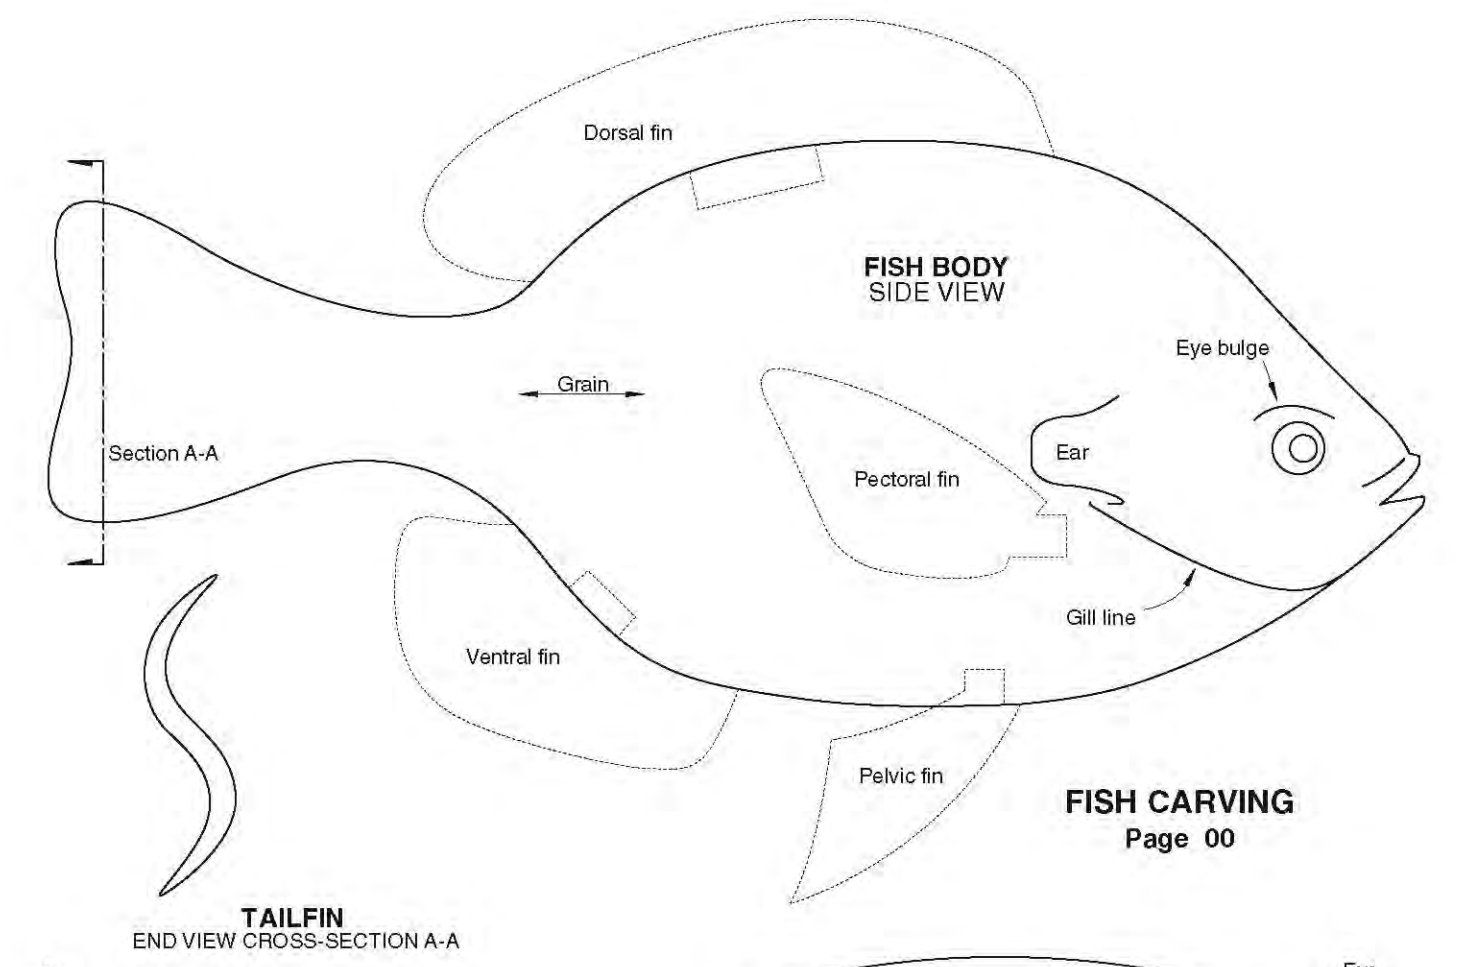 Dorsal fin
FISH BODY
SIDE VIEW
Eye bulge
Grain
Section A-A
Ear
Pectoral fin
Gill line
Ventral fin
Pelvic fin
FISH CARVING
Page 00
TAILFIN
END VIEW CROSS-SECTION A-A